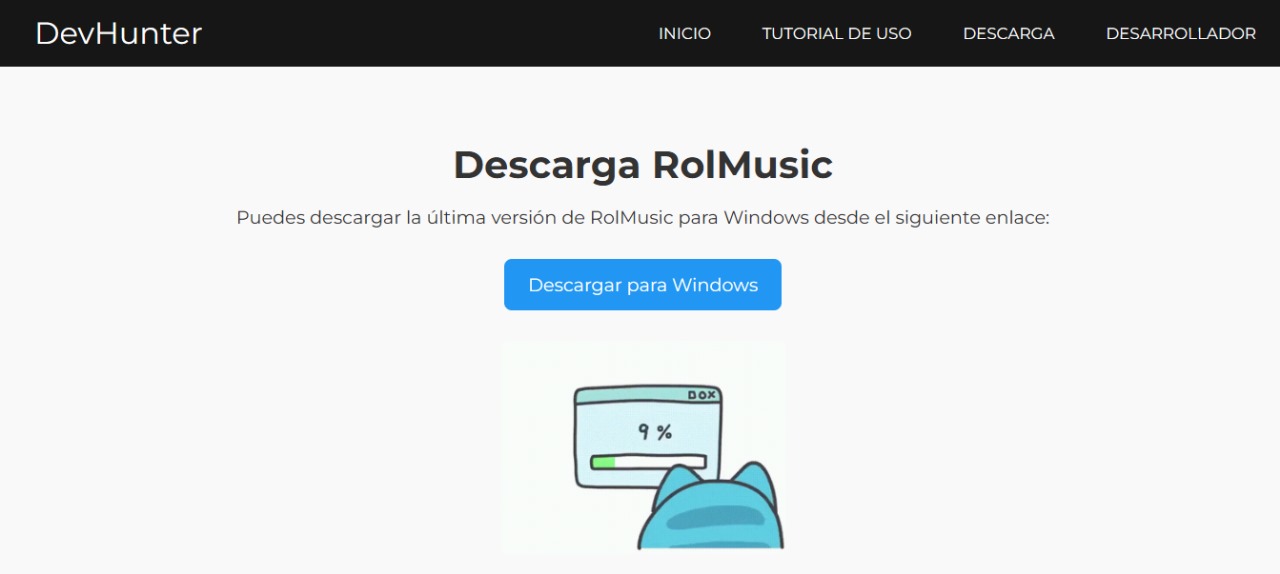 DevHunter
INICIO TUTORIAL DE USO DESCARGA DESARROLLADOR
Descarga RolMusic
Puedes descargar la última versión de RolMusic para Windows desde el siguiente enlace:
Descargar para Windows
BOX
9 %